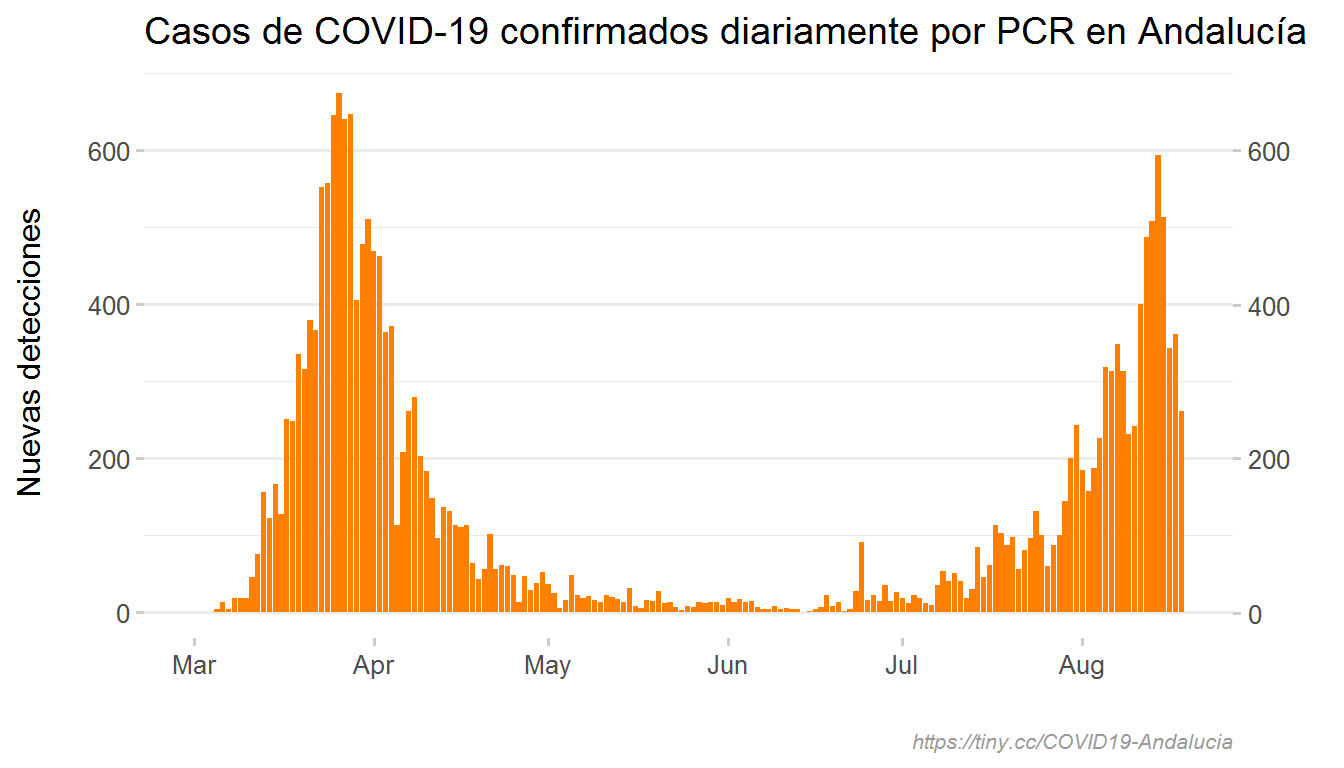 Casos de COVID-19 confirmados diariamente por PCR en Andalucía
Nuevas detecciones
600
400
200
0
600
400
200
0
Mar Apr May Jun Jul Aug
https://tiny.cc/COVID19-Andalucia